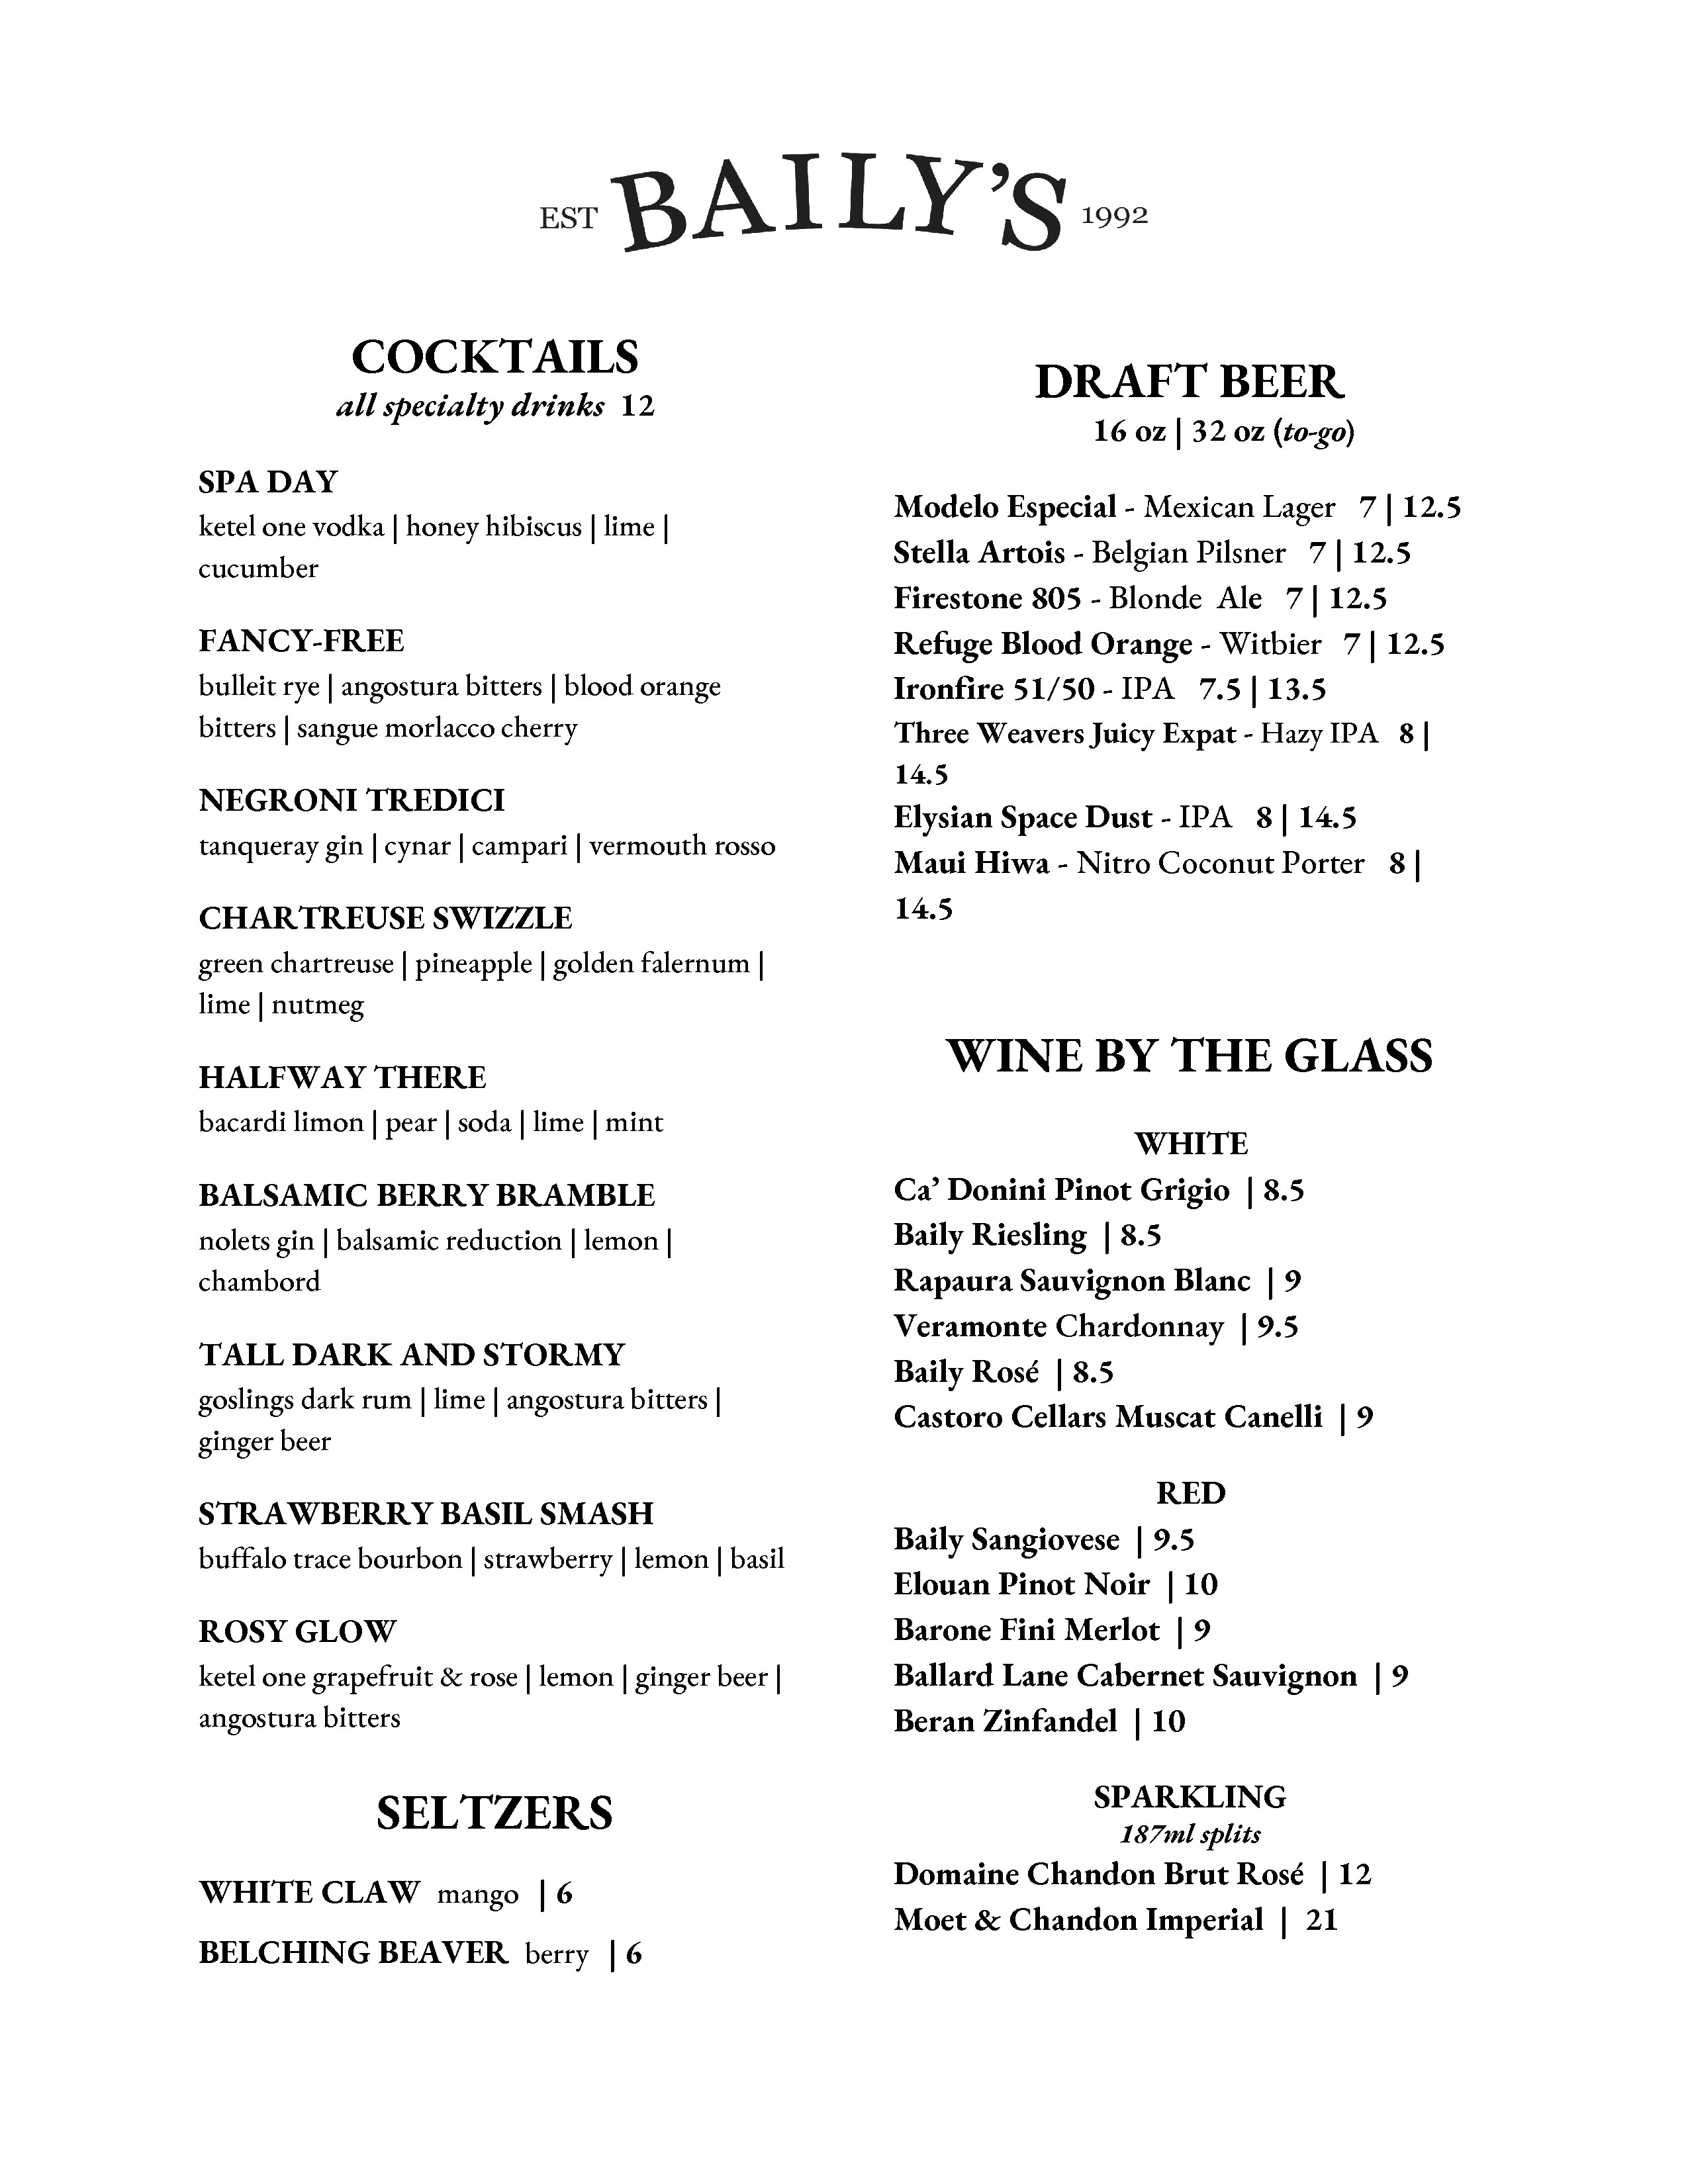 EST BAILY'S 1992
COCKTAILS
all specialty drinks 12
SPA DAY
ketel one vodka | honey hibiscus | lime |
cucumber
FANCY-FREE
bulleit rye | angostura bitters | blood orange
bitters | sangue morlacco cherry
NEGRONI TREDICI
tanqueray gin | cynar | campari | vermouth rosso
CHARTREUSE SWIZZLE
green chartreuse | pineapple | golden falernum |
lime | nutmeg
HALFWAY THERE
bacardi limon | pear | soda | lime | mint
BALSAMIC BERRY BRAMBLE
nolets gin | balsamic reduction | lemon |
chambord
TALL DARK AND STORMY
goslings dark rum | lime | angostura bitters |
ginger beer
STRAWBERRY BASIL SMASH
buffalo trace bourbon | strawberry | lemon | basil
ROSY GLOW
ketel one grapefruit & rose | lemon | ginger beer |
angostura bitters
SELTZERS
WHITE CLAW mango | 6
BELCHING BEAVER berry | 6
DRAFT BEER
16 oz | 32 oz (to-go)
Modelo Especial - Mexican Lager 7 | 12.5
Stella Artois - Belgian Pilsner 7 | 12.5
Firestone 805 - Blonde Ale 7 | 12.5
Refuge Blood Orange - Witbier 7 | 12.5
Ironfire 51/50 - IPA 7.5 | 13.5
Three Weavers Juicy Expat - Hazy IPA 8 |
14.5
Elysian Space Dust - IPA 8 | 14.5
Maui Hiwa - Nitro Coconut Porter 8 |
14.5
WINE BY THE GLASS
WHITE
Ca' Donini Pinot Grigio | 8.5
Baily Riesling | 8.5
Rapaura Sauvignon Blanc | 9
Veramonte Chardonnay | 9.5
Baily Rosé | 8.5
Castoro Cellars Muscat Canelli | 9
RED
Baily Sangiovese | 9.5
Elouan Pinot Noir | 10
Barone Fini Merlot | 9
Ballard Lane Cabernet Sauvignon | 9
Beran Zinfandel | 10
SPARKLING
187ml splits
Domaine Chandon Brut Rosé | 12
Moet & Chandon Imperial | 21